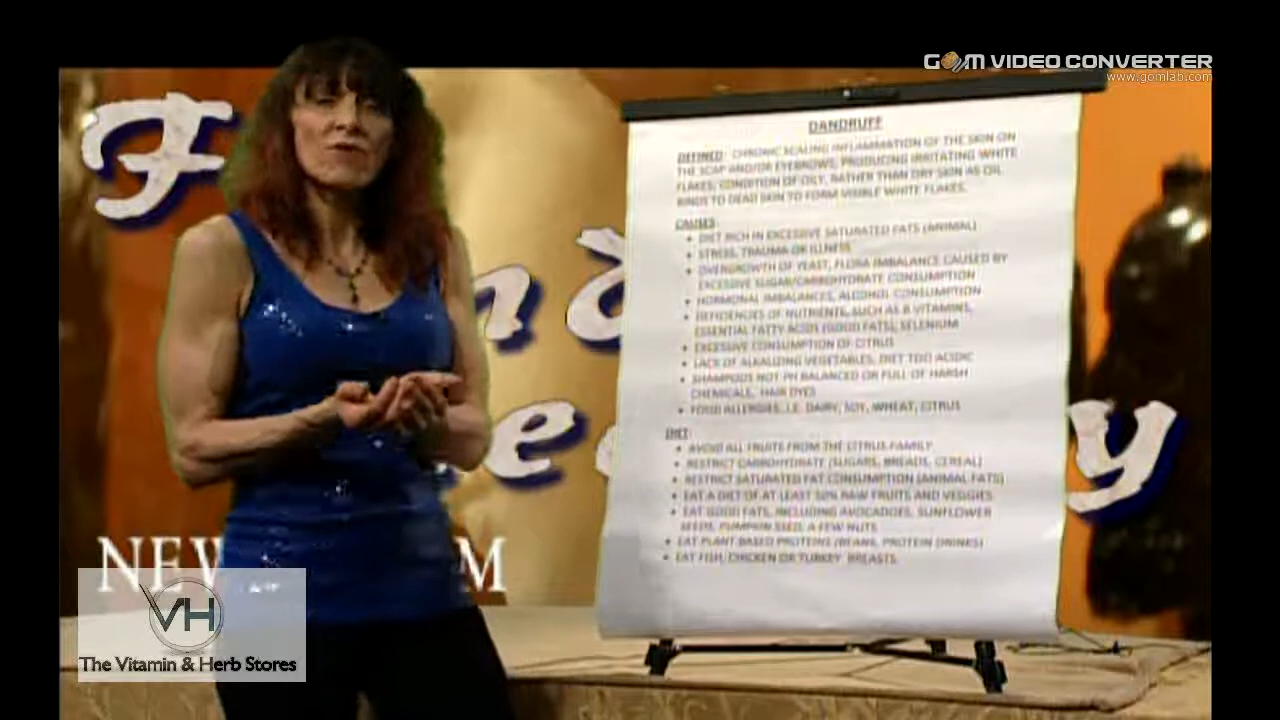 GOM VIDEO CONVERTER
www.gomlab.com
DANDRUFF
DEFINED: CHRONIC SCALING INFLAMMATION OF THE SKIN ON
THE SCAP AND/OR EYEBROWS, PRODUCING IRRITATING WHITE
FLAKES; CONDITION OF OILY, RATHER THAN DRY SKIN AS OIL
BINDS TO DEAD SKIN TO FORM VISIBLE WHITE FLAKES.
CAUSES:
• DIET RICH IN EXCESSIVE SATURATED FATS (ANIMAL)
• STRESS, TRAUMA OR ILLNESS
• OVERGROWTH OF YEAST, FLORA IMBALANCE CAUSED BY
EXCESSIVE SUGAR/CARBOHYDRATE CONSUMPTION
• HORMONAL IMBALANCES, ALCOHOL CONSUMPTION
• DEFICIENCIES OF NUTRIENTS, SUCH AS B VITAMINS,
ESSENTIAL FATTY ACIDS (GOOD FATS), SELENIUM
• EXCESSIVE CONSUMPTION OF CITRUS
• LACK OF ALKALIZING VEGETABLES, DIET TOO ACIDIC
• SHAMPOOS NOT PH BALANCED OR FULL OF HARSH
CHEMICALS, HAIR DYES
• FOOD ALLERGIES, I.E. DAIRY, SOY, WHEAT, CITRUS
DIET:
• AVOID ALL FRUITS FROM THE CITRUS FAMILY
• RESTRICT CARBOHYDRATE (SUGARS, BREADS, CEREAL)
• RESTRICT SATURATED FAT CONSUMPTION (ANIMAL FATS)
• EAT A DIET OF AT LEAST 50% RAW FRUITS AND VEGGIES
• EAT GOOD FATS, INCLUDING AVOCADOES, SUNFLOWER
SEEDS, PUMPKIN SEED, A FEW NUTS
• EAT PLANT BASED PROTEINS (BEANS, PROTEIN DRINKS)
• EAT FISH, CHICKEN OR TURKEY BREASTS
VH
The Vitamin & Herb Stores